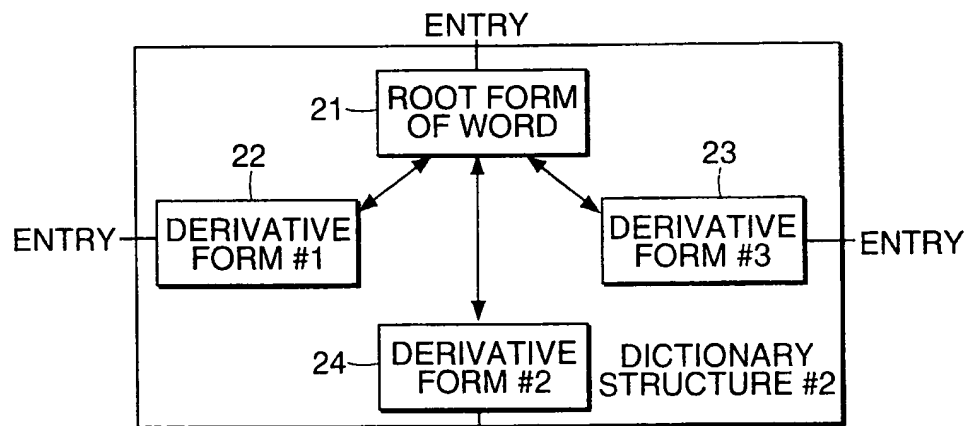 ENTRY
21
ROOT FORM
OF WORD
22
23
ENTRY
DERIVATIVE
FORM #1
DERIVATIVE
FORM #3
ENTRY
24
DERIVATIVE
FORM #2
DICTIONARY
STRUCTURE #2